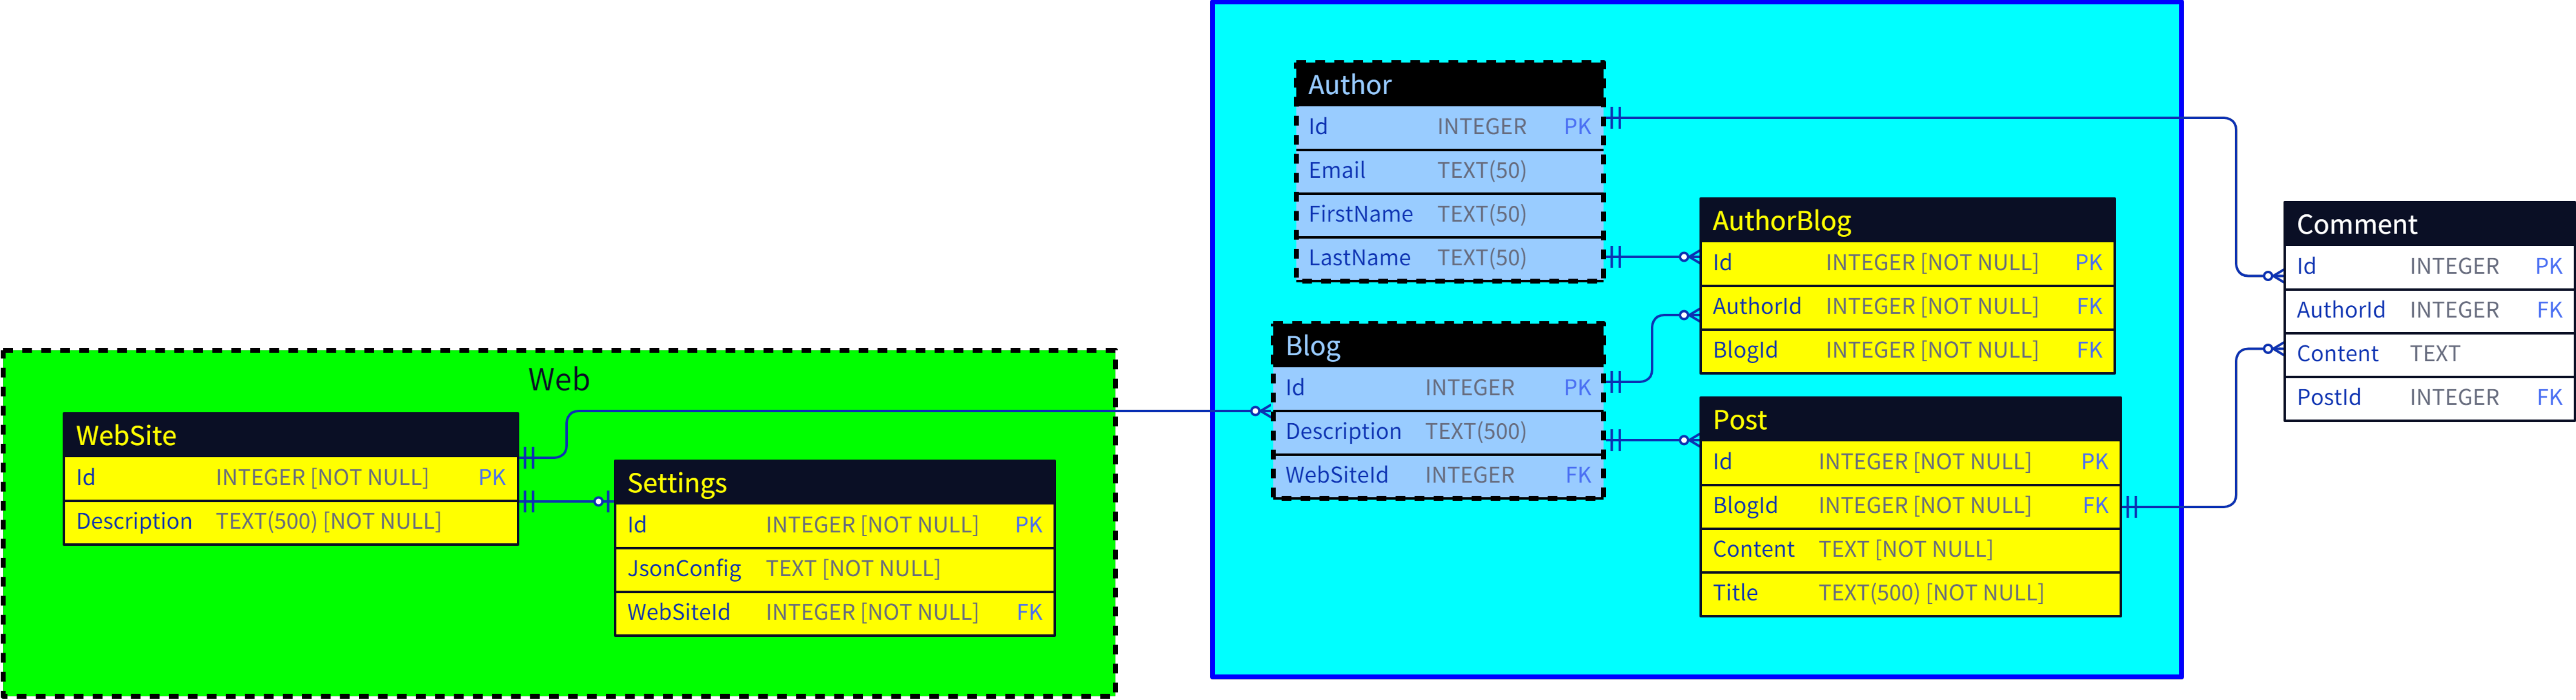 Web
WebSite
Id INTEGER [NOT NULL] PK
Description TEXT(500) [NOT NULL]
Settings
Id INTEGER [NOT NULL] PK
JsonConfig TEXT [NOT NULL]
WebSiteId INTEGER [NOT NULL] FK
Author
Id INTEGER PK
Email TEXT(50)
FirstName TEXT(50)
LastName TEXT(50)
Blog
Id INTEGER PK
Description TEXT(500)
WebSiteId INTEGER FK
AuthorBlog
Id INTEGER [NOT NULL] PK
AuthorId INTEGER [NOT NULL] FK
BlogId INTEGER [NOT NULL] FK
Post
Id INTEGER [NOT NULL] PK
BlogId INTEGER [NOT NULL] FK
Content TEXT [NOT NULL]
Title TEXT(500) [NOT NULL]
Comment
Id INTEGER PK
AuthorId INTEGER FK
Content TEXT
PostId INTEGER FK